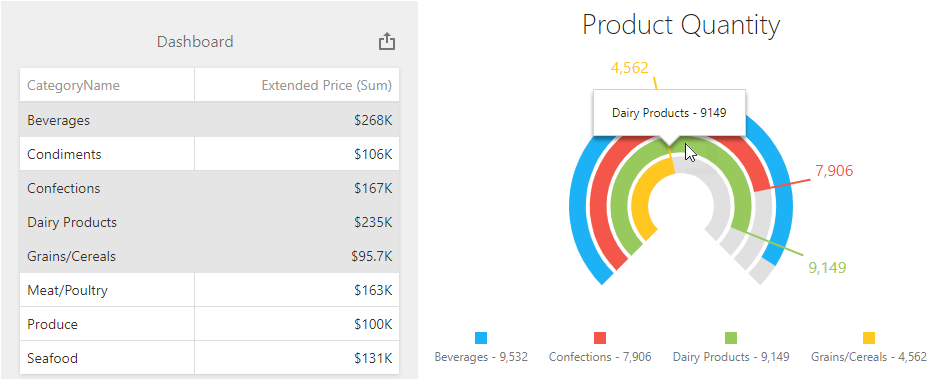 Dashboard
CategoryName Extended Price (Sum)
Beverages $268K
Condiments $106K
Confections $167K
Dairy Products $235K
Grains/Cereals $95.7K
Meat/Poultry $163K
Produce $100K
Seafood $131K
Product Quantity
4,562
Dairy Products - 9149
7,906
9,149
Beverages - 9,532 Confections - 7,906 Dairy Products - 9,149 Grains/Cereals - 4,562